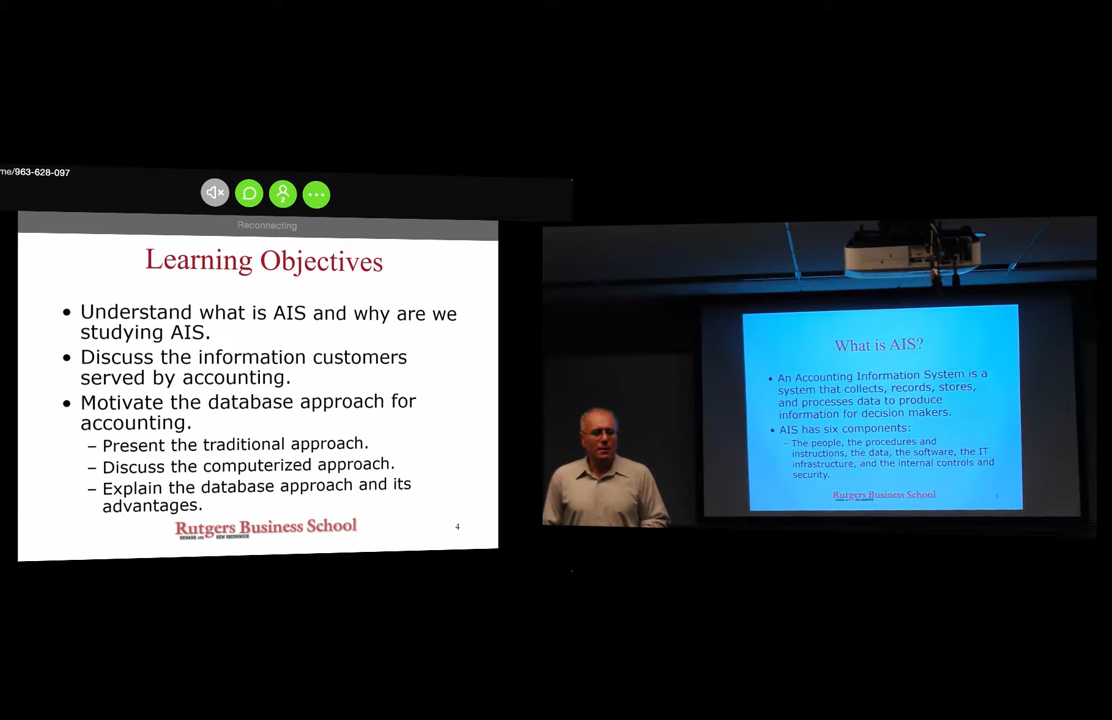 me/963-628-097
2
Reconnecting
Learning Objectives
• Understand what is AIS and why are we
studying AIS.
• Discuss the information customers
served by accounting.
• Motivate the database approach for
accounting.
– Present the traditional approach.
– Discuss the computerized approach.
– Explain the database approach and its
advantages.
Rutgers Business School
NEWARK AND NEW BRUNSWICK
4
What is AIS?
• An Accounting Information System is a
system that collects, records, stores,
and processes data to produce
information for decision makers.
• AIS has six components:
– The people, the procedures and
instructions, the data, the software, the IT
infrastructure, and the internal controls and
security.
Rutgers Business School